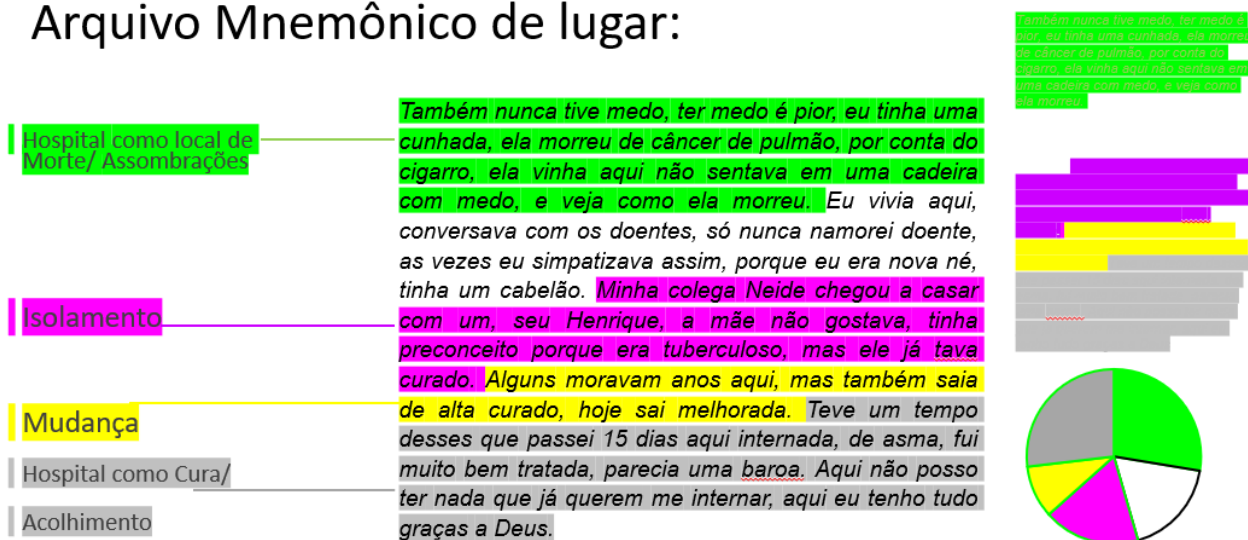 Arquivo Mnemônico de lugar:
Hospital como local de
Morte/ Assombrações
Isolamento
Mudança
Hospital como Cura/
Acolhimento
Também nunca tive medo, ter medo é pior, eu tinha uma
cunhada, ela morreu de câncer de pulmão, por conta do
cigarro, ela vinha aqui não sentava em uma cadeira
com medo, e veja como ela morreu. Eu vivia aqui,
conversava com os doentes, só nunca namorei doente,
as vezes eu simpatizava assim, porque eu era nova né,
tinha um cabelão. Minha colega Neide chegou a casar
com um, seu Henrique, a mãe não gostava, tinha
preconceito porque era tuberculoso, mas ele já tava
curado. Alguns moravam anos aqui, mas também saia
de alta curado, hoje sai melhorada. Teve um tempo
desses que passei 15 dias aqui internada, de asma, fui
muito bem tratada, parecia uma baroa. Aqui não posso
ter nada que já querem me internar, aqui eu tenho tudo
graças a Deus.
Também nunca tive medo, ter medo é
pior, eu tinha uma cunhada, ela morreu
de câncer de pulmão, por conta do
cigarro, ela vinha aqui não sentava em
uma cadeira com medo, e veja como
ela morreu.